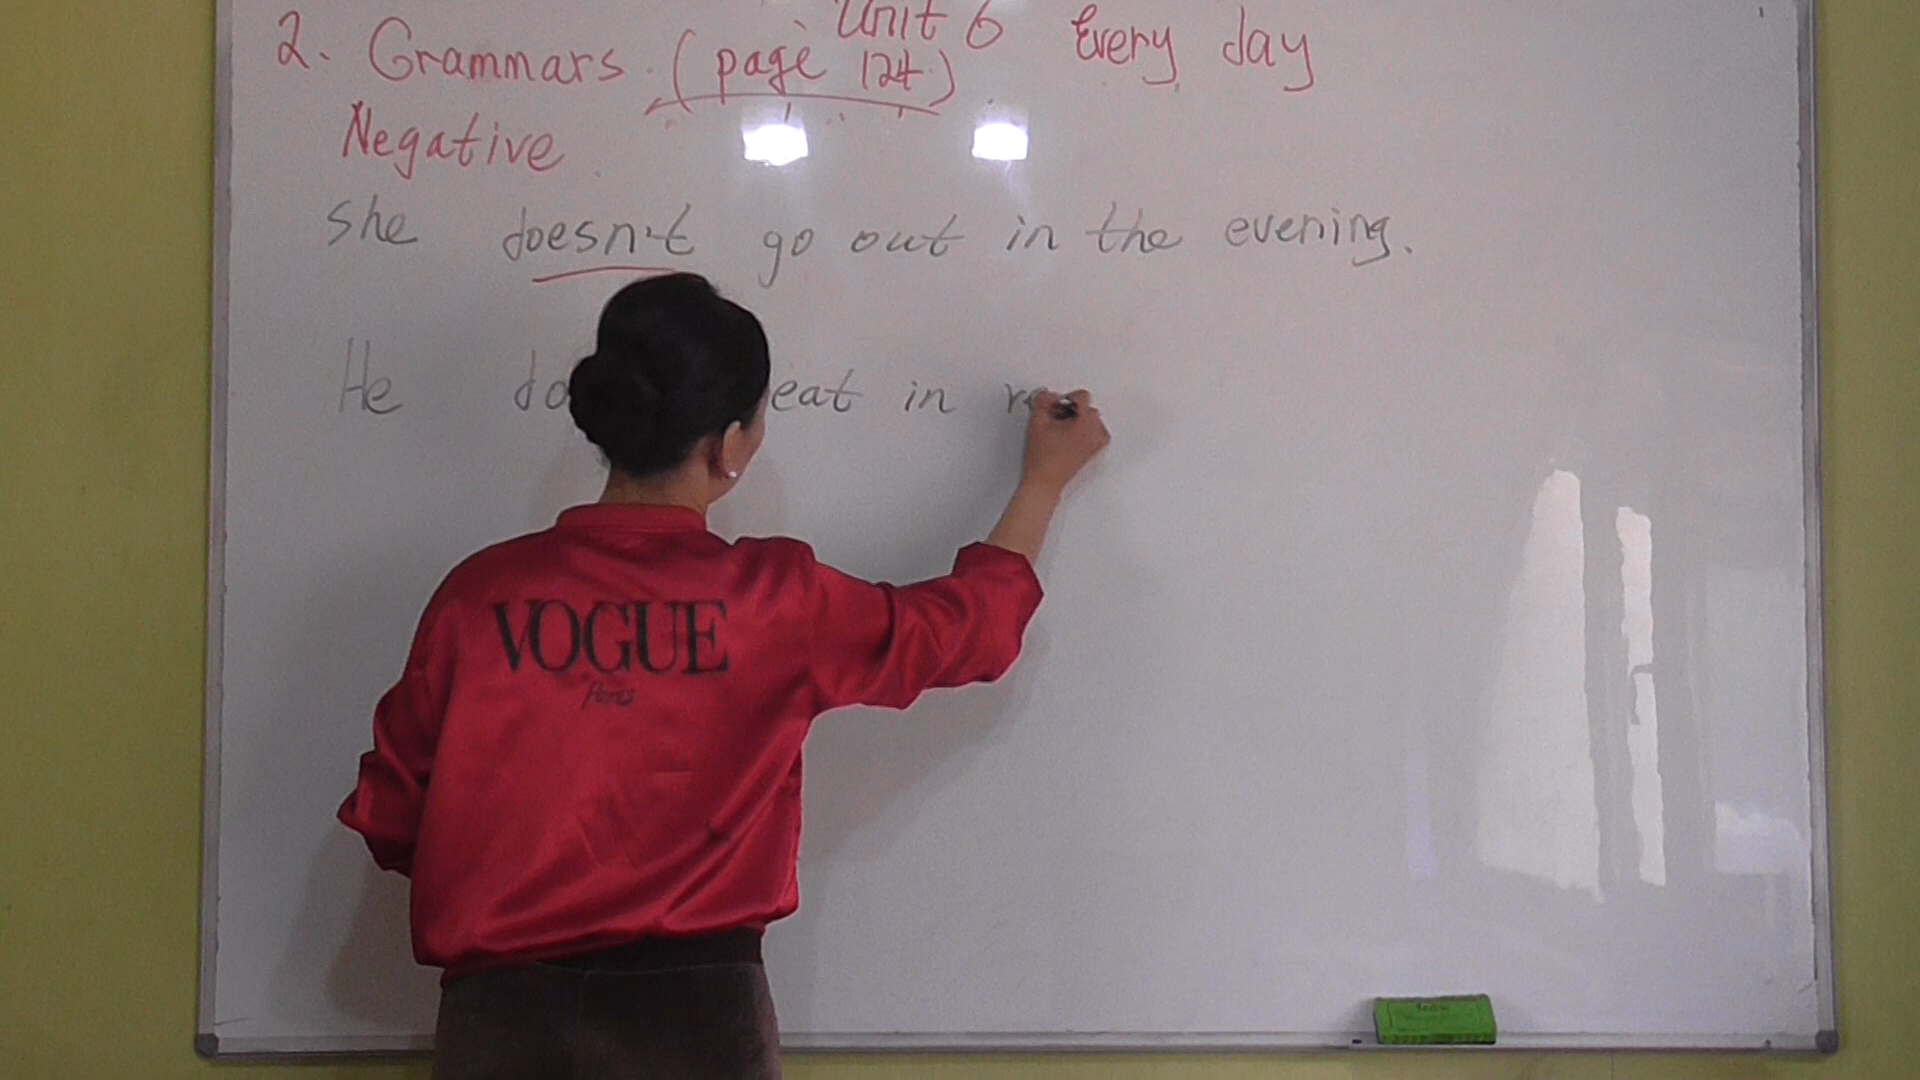 Unit 6 Every day
2. Grammars. (page 124)
Negative
she doesn't go out in the evening.
He eat in
VOGUE
Paris